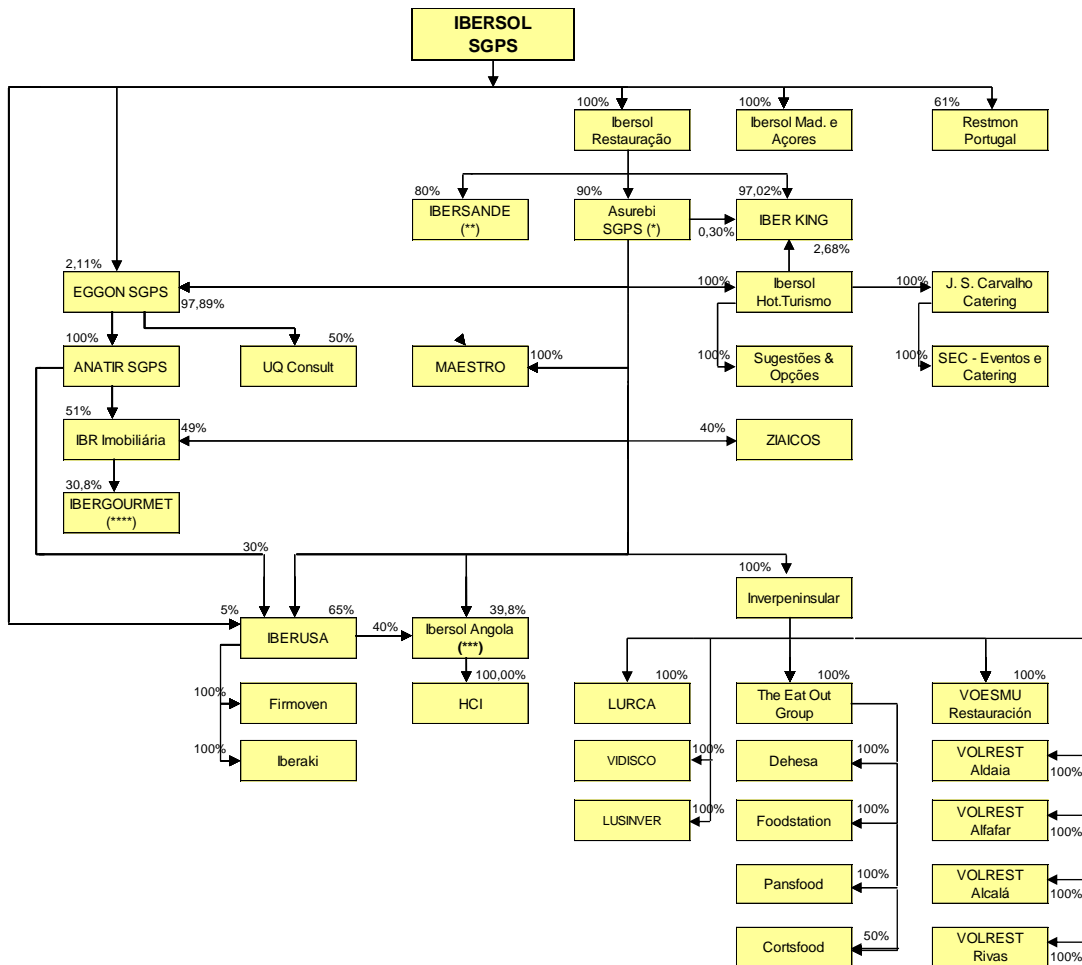 IBERSOL
SGPS
100%
100%
61%
Ibersol
Restauração
Ibersol Mad. e
Açores
Restmon
Portugal
80%
90%
97,02%
IBERSANDE
(**)
Asurebi
SGPS (*)
IBER KING
0,30%
2,68%
2,11%
100%
100%
EGGON SGPS
97,89%
Ibersol
Hot.Turismo
J. S. Carvalho
Catering
100%
50%
100%
100%
100%
ANATIR SGPS
UQ Consult
MAESTRO
Sugestões &
Opções
SEC - Eventos e
Catering
51%
49%
40%
IBR Imobiliária
ZIAICOS
30,8%
IBERGOURMET
(****)
30%
100%
Inverpeninsular
5%
65%
39,8%
IBERUSA
40%
Ibersol Angola
(***)
100,00%
100%
100%
100%
100%
Firmoven
HCI
LURCA
The Eat Out
Group
VOESMU
Restauración
100%
Iberaki
VIDISCO
100%
Dehesa
100%
VOLREST
Aldaia
100%
LUSINVER
100%
Foodstation
100%
VOLREST
Alfafar
100%
Pansfood
100%
VOLREST
Alcalá
100%
Cortsfood
50%
VOLREST
Rivas
100%